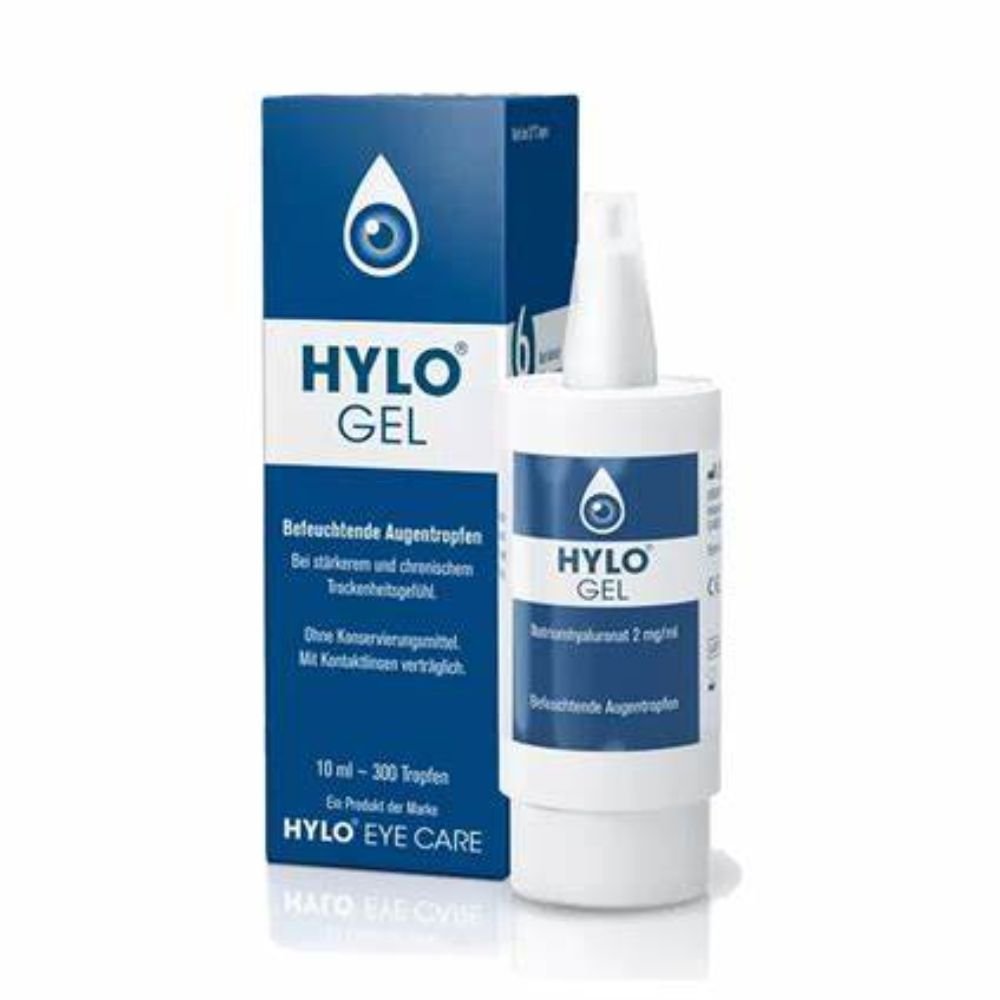 HYLO®
GEL
Befeuchtende Augentropfen
Bei stärkerem und chronischem
Trockenheitsgefühl.
Ohne Konservierungsmittel.
Mit Kontaktlinsen verträglich.
10 ml – 300 Tropfen
Ein Produkt der Marke
HYLO® EYE CARE
6
HYLO®
GEL
Natriumhyaluronat 2 mg/ml
Befeuchtende Augentropfen